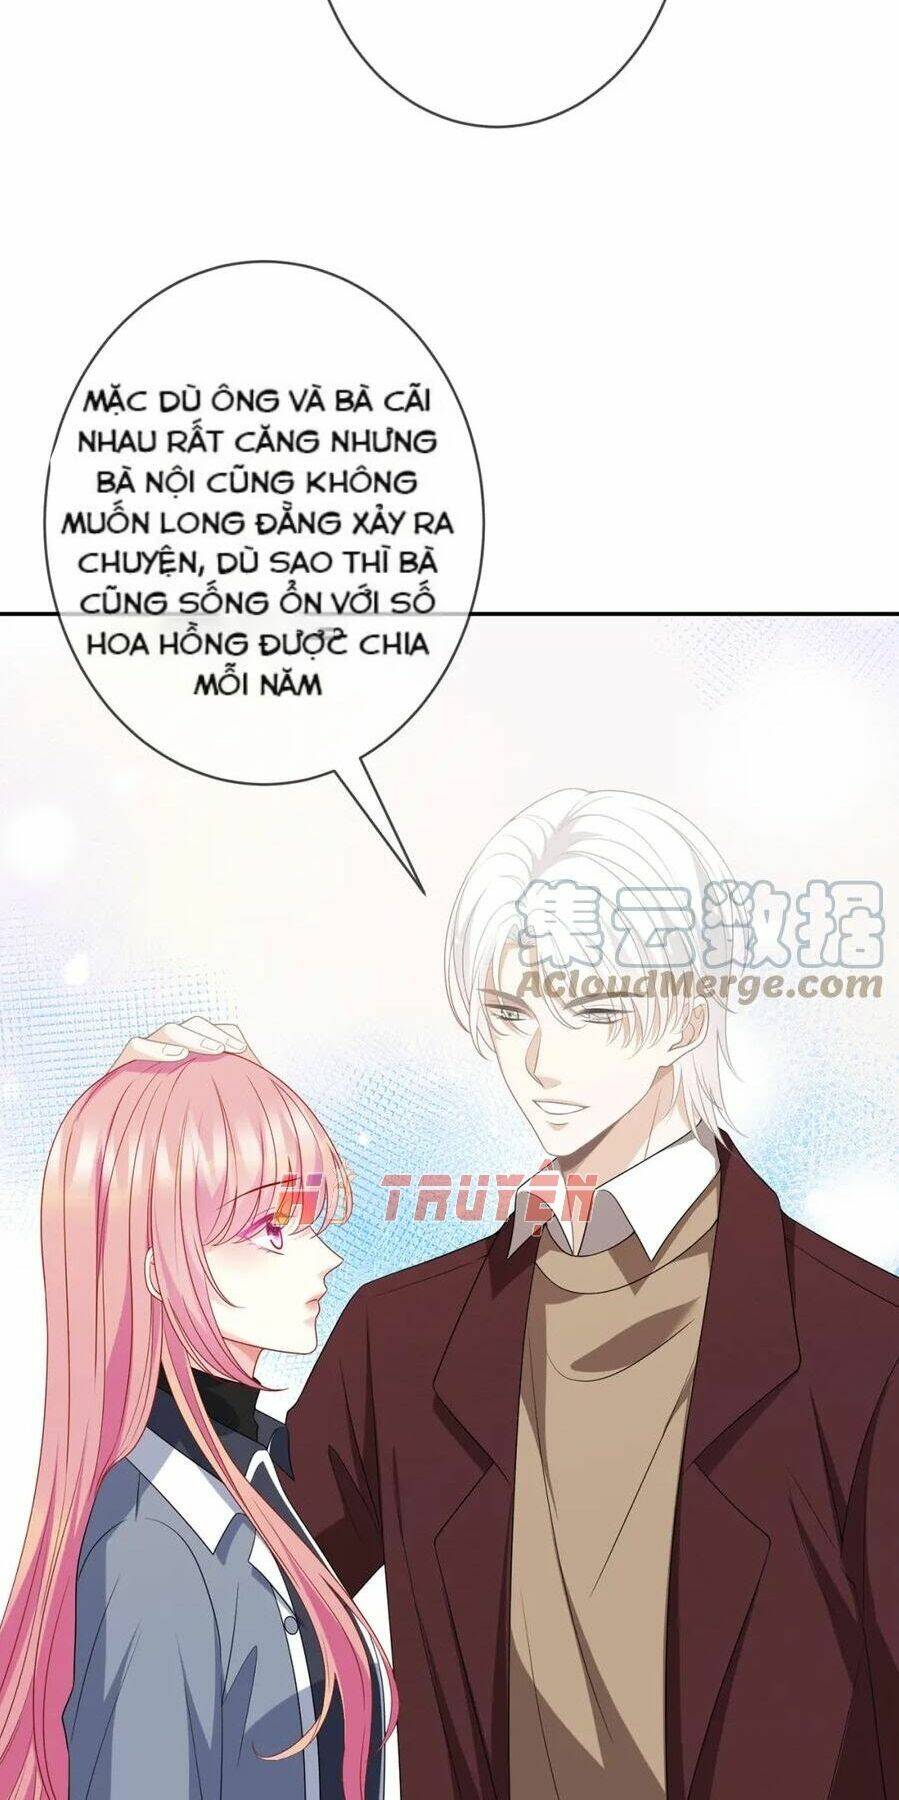 MẶC DÙ ÔNG VÀ BÀ CÃI
NHAU RẤT CĂNG NHƯNG
BÀ NỘI CŨNG KHÔNG
MUỐN LONG ĐẰNG XẢY RA
CHUYỆN, DÙ SAO THÌ BÀ
CŨNG SỐNG ỔN VỚI SỐ
HOA HỒNG ĐƯỢC CHIA
MỖI NĂM
集云数据
AcloudMerge.com
TRUYỆN